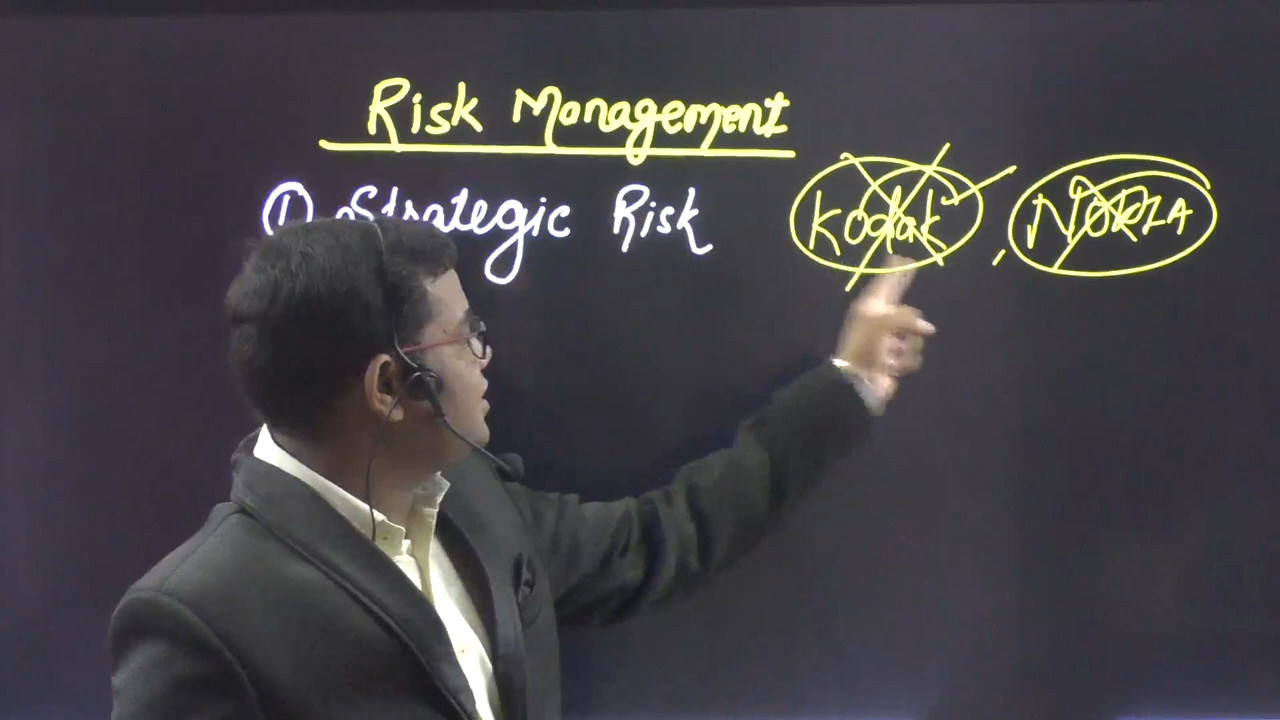 Risk Management
① Strategic Risk Kodak, NOKIA